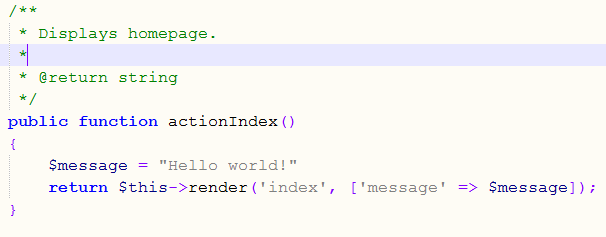 /**
 * Displays homepage.
 *
 * @return string
 */
public function actionIndex()
{
    $message = "Hello world!"
    return $this->render('index', ['message' => $message]);
}